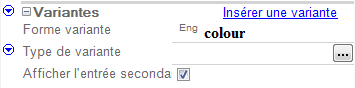 Variantes Insérer une variante
Forme variante Eng colour
Type de variante ...
Afficher l'entrée seconda